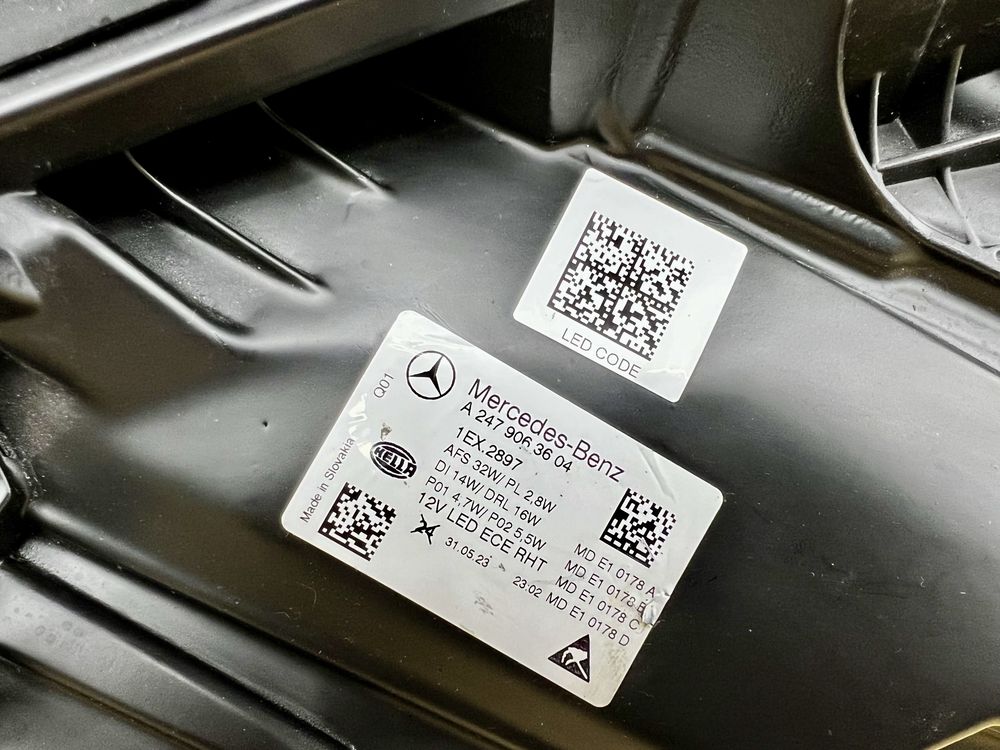 LED CODE
Q01
Mercedes-Benz
A 247 906 36 04
1EX.2897
AFS 32W/ PL 2,8W
DI 14W/ DRL 16W
P01 4.7W/ P02 5,5W
12V LED ECE RHT
HELLA
Made in Slovakia
31.05.23
23:02
MD E1 0178 A
MD E1 0178 B
MD E1 0178 C
MD E1 0178 D